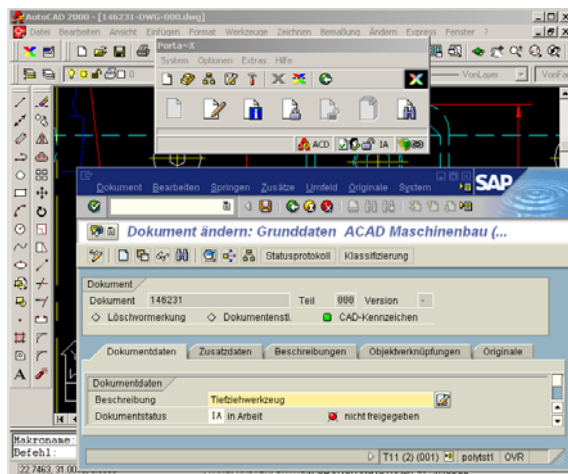 AutoCAD 2000 - [146231-DWG-000.dwg]
Datei Bearbeiten Ansicht Einfügen Format Werkzeuge Zeichnen Bemaßung Ändern Express Fenster ?
Porta~X
System Optionen Extras Hilfe
VonLayer
VonFa
ACD IA
Dokument Bearbeiten Springen Zusätze Umfeld Originale System
SAP
Dokument ändern: Grunddaten ACAD Maschinenbau (...
Statusprotokoll Klassifizierung
Dokument
Dokument 146231 Teil 000 Version -
Löschvormerkung Dokumentenstl. CAD-Kennzeichen
Dokumentdaten Zusatzdaten Beschreibungen Objektverknüpfungen Originale
Dokumentdaten
Beschreibung Tiefziehwerkzeug
Dokumentstatus IA in Arbeit nicht freigegeben
Makroname:
Befehl:
T11 (2) (001) polytst1 OVR